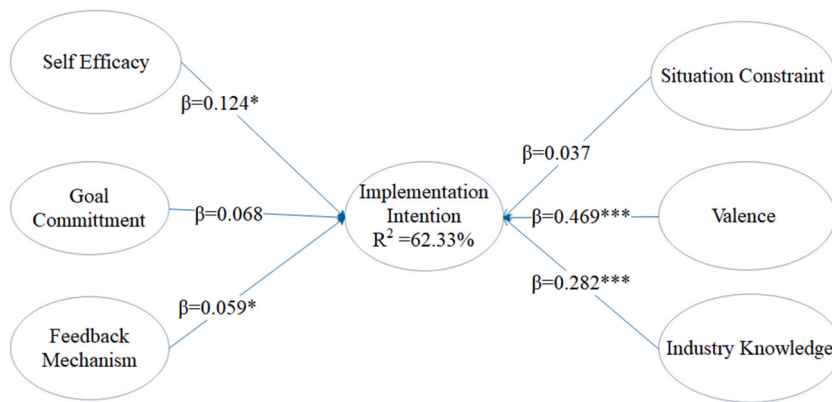 Self Efficacy
β=0.124*
Goal
Committment
β=0.068
Feedback
Mechanism
β=0.059*
Implementation
Intention
R² =62.33%
Situation Constraint
β=0.037
Valence
β=0.469***
Industry Knowledge
β=0.282***